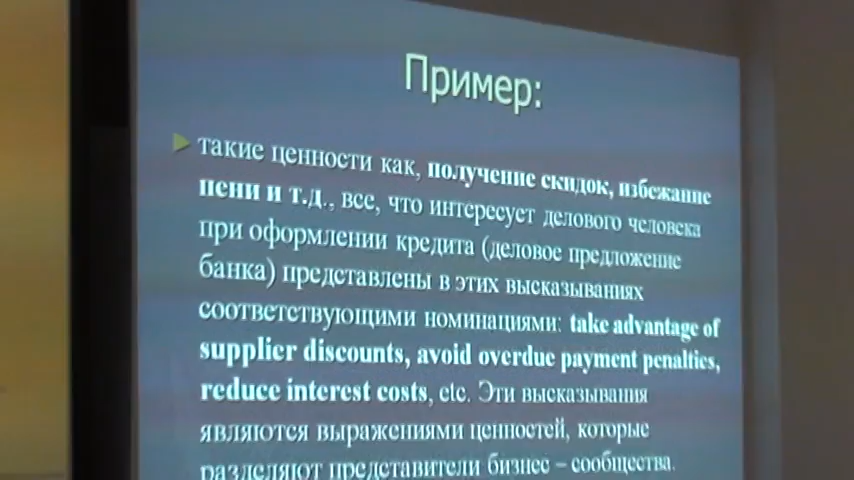 Пример:
такие ценности как, получение скидок, избежание
пени и т.д., все, что интересует делового человека
при оформлении кредита (деловое предложение
банка) представлены в этих высказываниях
соответствующими номинациями: take advantage of
supplier discounts, avoid overdue payment penalties,
reduce interest costs, etc. Эти высказывания
являются выражениями ценностей, которые
разделяют представители бизнес – сообщества.